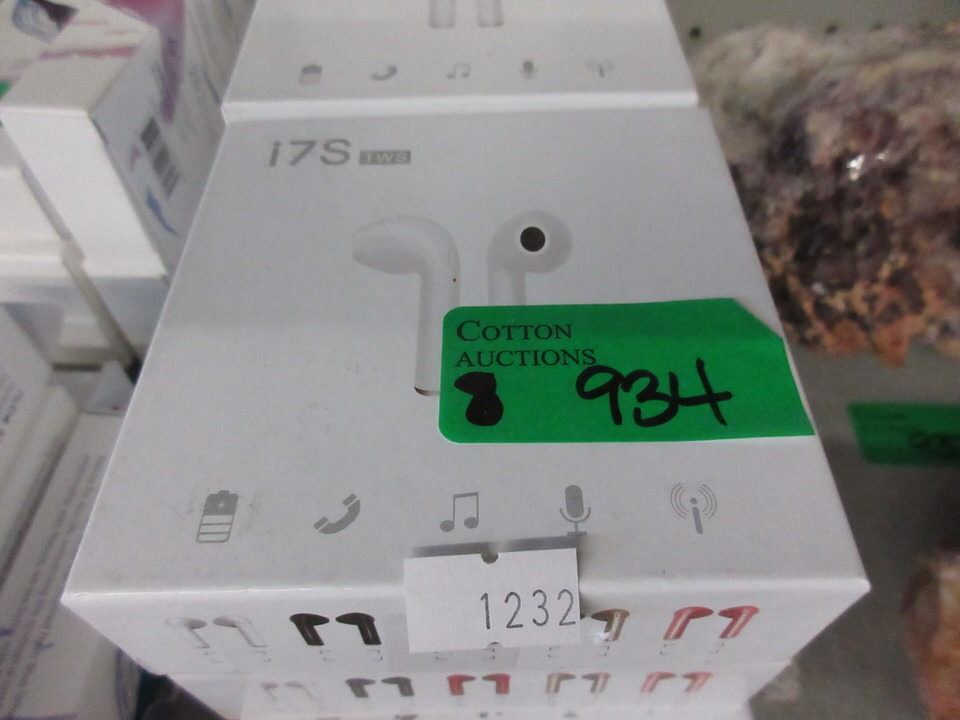 i7S TWS
COTTON
AUCTIONS
8 934
1232